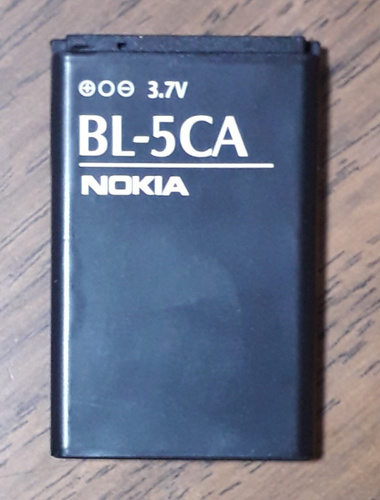 ⊕○⊖ 3.7V
BL-5CA
NOKIA